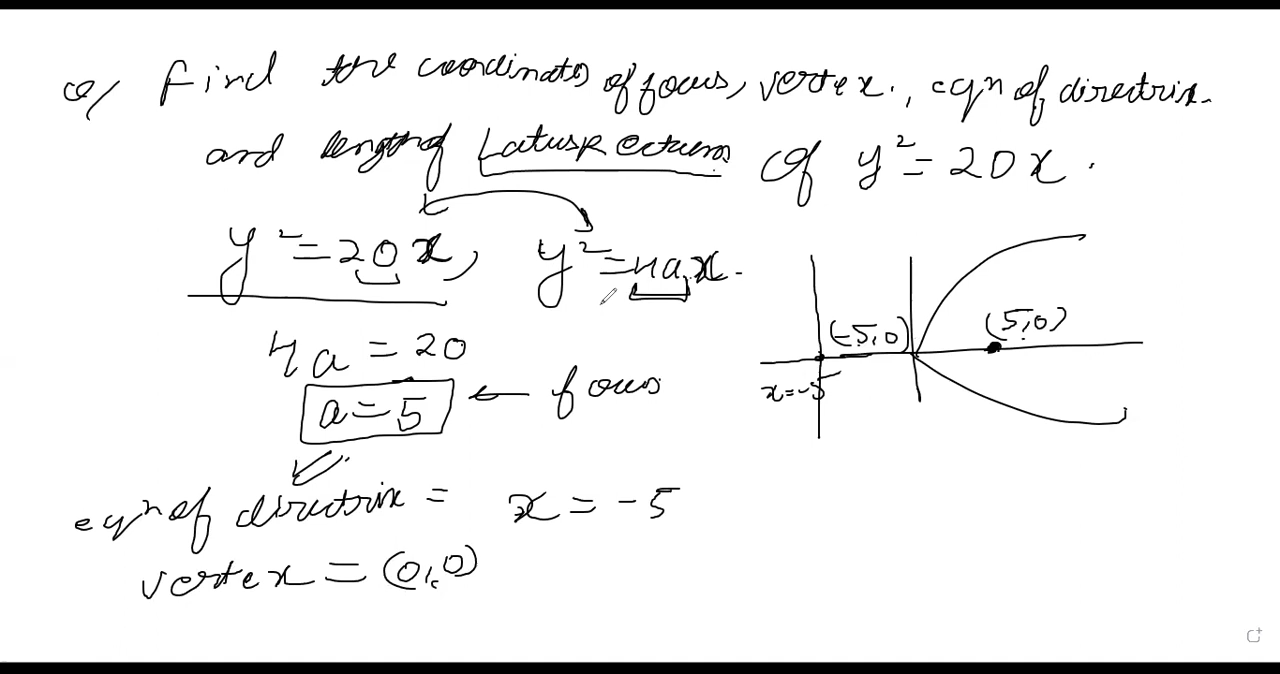 Q/ Find the coordinates of focus, vertex., eqn of directrix.
and length of Latus Rectum of y² = 20x.
y² = 20x, y² = 4ax.
4a = 20
a = 5 ← focus
(-5,0) (5,0)
x=-5
eqn of directrix = x = -5
vertex = (0,0)